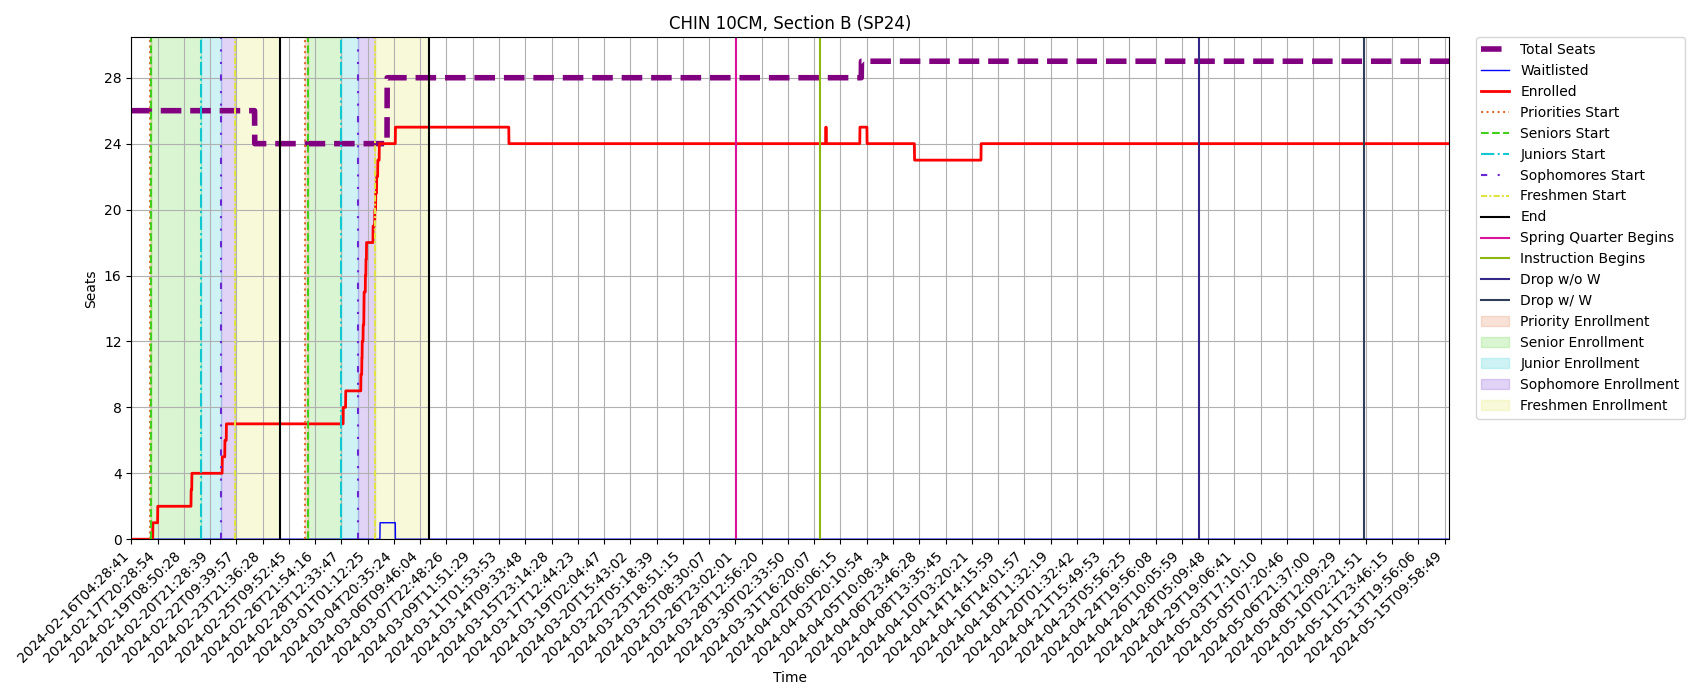 CHIN 10CM, Section B (SP24)
Total Seats
Waitlisted
Enrolled
Priorities Start
Seniors Start
Juniors Start
Sophomores Start
Freshmen Start
End
Spring Quarter Begins
Instruction Begins
Drop w/o W
Drop w/ W
Priority Enrollment
Senior Enrollment
Junior Enrollment
Sophomore Enrollment
Freshmen Enrollment
Seats
28
24
20
16
12
8
4
0
2024-02-16T04:28:41
2024-02-17T20:28:54
2024-02-19T08:50:28
2024-02-20T21:28:39
2024-02-22T09:39:57
2024-02-23T21:36:28
2024-02-25T09:52:45
2024-02-26T21:54:16
2024-02-28T12:33:47
2024-03-01T01:12:25
2024-03-04T20:35:24
2024-03-06T09:46:04
2024-03-07T22:48:26
2024-03-11T01:51:29
2024-03-12T11:53:53
2024-03-14T09:33:48
2024-03-15T23:14:28
2024-03-17T12:44:23
2024-03-19T02:04:47
2024-03-20T15:43:02
2024-03-22T05:18:39
2024-03-23T18:51:15
2024-03-25T08:30:07
2024-03-26T23:02:01
2024-03-28T12:56:20
2024-03-30T02:33:50
2024-03-31T16:20:07
2024-04-02T06:06:15
2024-04-03T20:10:54
2024-04-05T10:08:34
2024-04-06T23:46:28
2024-04-08T13:35:45
2024-04-10T03:20:21
2024-04-14T14:15:59
2024-04-16T14:01:57
2024-04-18T11:32:19
2024-04-20T01:32:42
2024-04-21T15:49:53
2024-04-23T05:56:25
2024-04-24T19:56:08
2024-04-26T10:05:59
2024-04-28T05:09:48
2024-04-29T19:06:41
2024-05-03T17:10:10
2024-05-05T07:20:46
2024-05-06T21:37:00
2024-05-08T12:09:29
2024-05-10T02:21:51
2024-05-11T23:46:15
2024-05-13T19:56:06
2024-05-15T09:58:49
Time